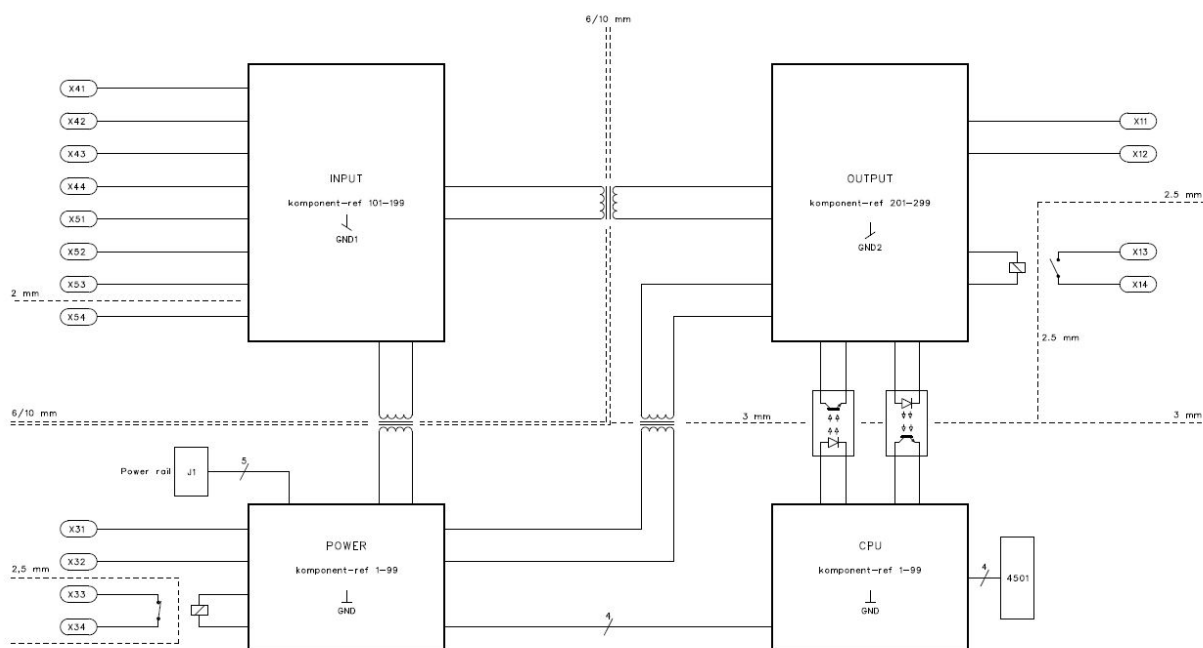 6/10 mm
X41
X42
X43
X44
X51
X52
X53
2 mm
X54
INPUT
komponent-ref 101-199
GND1
OUTPUT
komponent-ref 201-299
GND2
X11
X12
2.5 mm
X13
X14
2.5 mm
6/10 mm
3 mm
3 mm
Power rail
J1
5
X31
X32
2,5 mm
X33
X34
POWER
komponent-ref 1-99
GND
4
CPU
komponent-ref 1-99
GND
4
4501